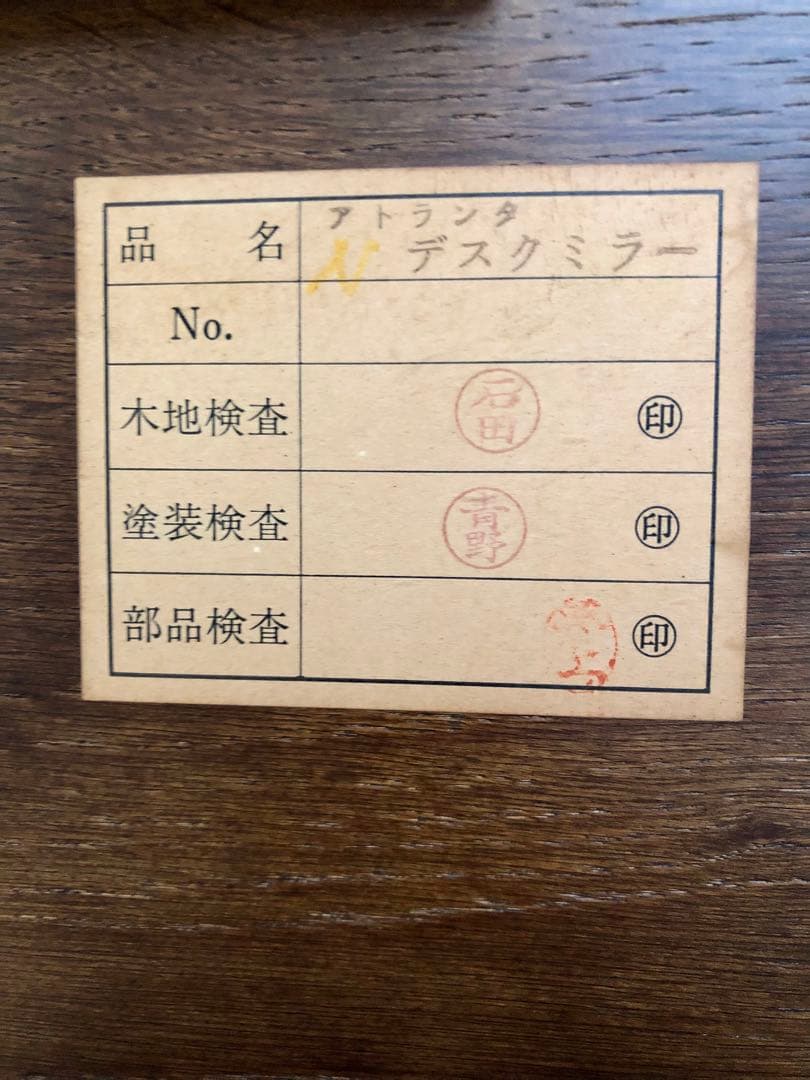 品名 アトランタ
N デスクミラー
No.
木地検査 石田 ㊞
塗装検査 青野 ㊞
部品検査 ㊞